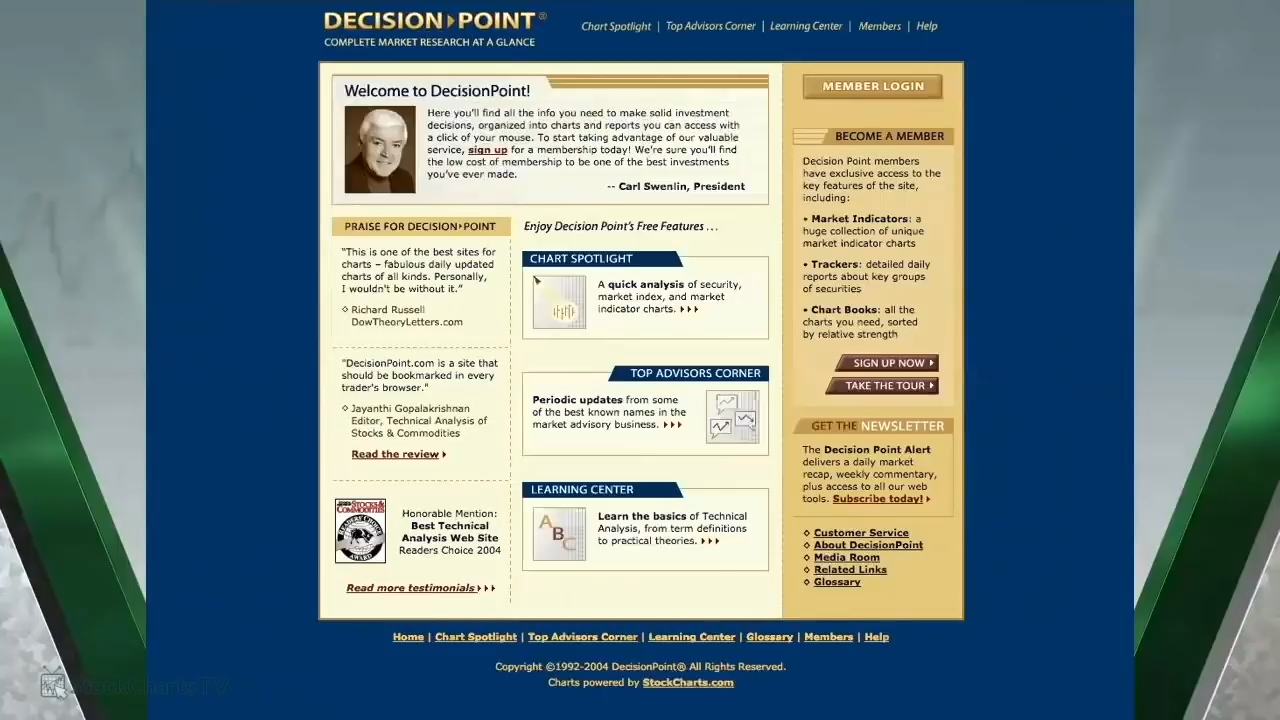 DECISION POINT®
COMPLETE MARKET RESEARCH AT A GLANCE
Chart Spotlight | Top Advisors Corner | Learning Center | Members | Help
Welcome to DecisionPoint!
Here you'll find all the info you need to make solid investment
decisions, organized into charts and reports you can access with
a click of your mouse. To start taking advantage of our valuable
service, sign up for a membership today! We're sure you'll find
the low cost of membership to be one of the best investments
you've ever made.
-- Carl Swenlin, President
PRAISE FOR DECISION POINT
"This is one of the best sites for
charts – fabulous daily updated
charts of all kinds. Personally,
I wouldn't be without it."
◇ Richard Russell
DowTheoryLetters.com
"DecisionPoint.com is a site that
should be bookmarked in every
trader's browser."
◇ Jayanthi Gopalakrishnan
Editor, Technical Analysis of
Stocks & Commodities
Read the review
STOCKS &
COMMODITIES
READERS' CHOICE
AWARD
Honorable Mention:
Best Technical
Analysis Web Site
Readers Choice 2004
Read more testimonials
Enjoy Decision Point's Free Features ...
CHART SPOTLIGHT
A quick analysis of security,
market index, and market
indicator charts.
TOP ADVISORS CORNER
Periodic updates from some
of the best known names in the
market advisory business.
LEARNING CENTER
A B C
Learn the basics of Technical
Analysis, from term definitions
to practical theories.
MEMBER LOGIN
BECOME A MEMBER
Decision Point members
have exclusive access to the
key features of the site,
including:
• Market Indicators: a
huge collection of unique
market indicator charts
• Trackers: detailed daily
reports about key groups
of securities
• Chart Books: all the
charts you need, sorted
by relative strength
SIGN UP NOW
TAKE THE TOUR
GET THE NEWSLETTER
The Decision Point Alert
delivers a daily market
recap, weekly commentary,
plus access to all our web
tools. Subscribe today!
◇ Customer Service
◇ About DecisionPoint
◇ Media Room
◇ Related Links
◇ Glossary
Home | Chart Spotlight | Top Advisors Corner | Learning Center | Glossary | Members | Help
Copyright ©1992-2004 DecisionPoint® All Rights Reserved.
Charts powered by StockCharts.com
StockCharts TV